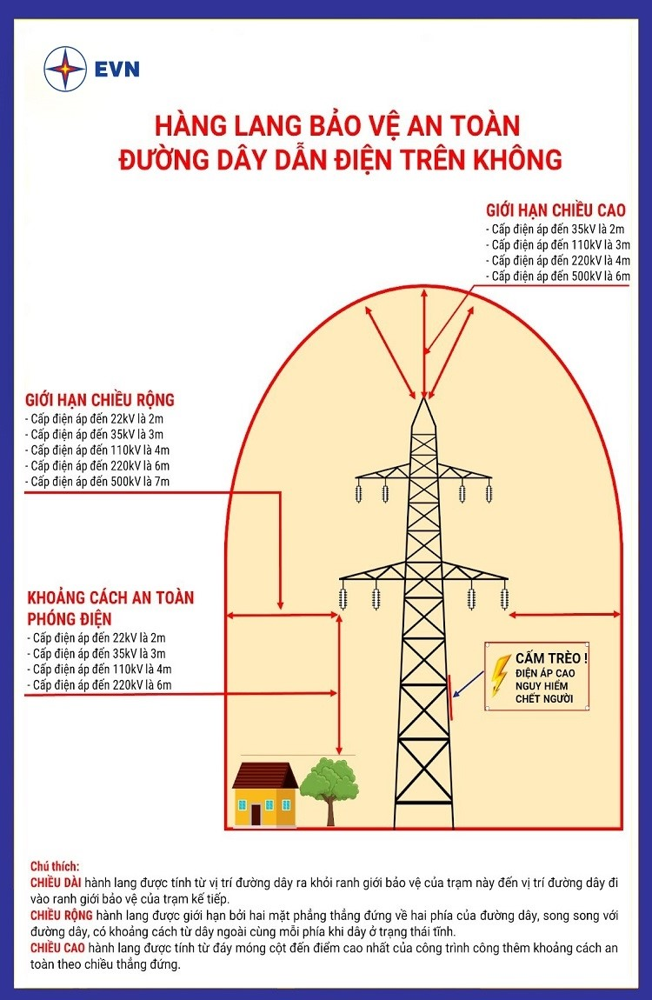 EVN
HÀNG LANG BẢO VỆ AN TOÀN
ĐƯỜNG DÂY DẪN ĐIỆN TRÊN KHÔNG
GIỚI HẠN CHIỀU CAO
- Cấp điện áp đến 35kV là 2m
- Cấp điện áp đến 110kV là 3m
- Cấp điện áp đến 220kV là 4m
- Cấp điện áp đến 500kV là 6m
GIỚI HẠN CHIỀU RỘNG
- Cấp điện áp đến 22kV là 2m
- Cấp điện áp đến 35kV là 3m
- Cấp điện áp đến 110kV là 4m
- Cấp điện áp đến 220kV là 6m
- Cấp điện áp đến 500kV là 7m
KHOẢNG CÁCH AN TOÀN
PHÓNG ĐIỆN
- Cấp điện áp đến 22kV là 2m
- Cấp điện áp đến 35kV là 3m
- Cấp điện áp đến 110kV là 4m
- Cấp điện áp đến 220kV là 6m
CẤM TRÈO !
ĐIỆN ÁP CAO
NGUY HIỂM
CHẾT NGƯỜI
Chú thích:
CHIỀU DÀI hành lang được tính từ vị trí đường dây ra khỏi ranh giới bảo vệ của trạm này đến vị trí đường dây đi
vào ranh giới bảo vệ của trạm kế tiếp.
CHIỀU RỘNG hành lang được giới hạn bởi hai mặt phẳng thẳng đứng về hai phía của đường dây, song song với
đường dây, có khoảng cách từ dây ngoài cùng mỗi phía khi dây ở trạng thái tĩnh.
CHIỀU CAO hành lang được tính từ đáy móng cột đến điểm cao nhất của công trình công thêm khoảng cách an
toàn theo chiều thẳng đứng.